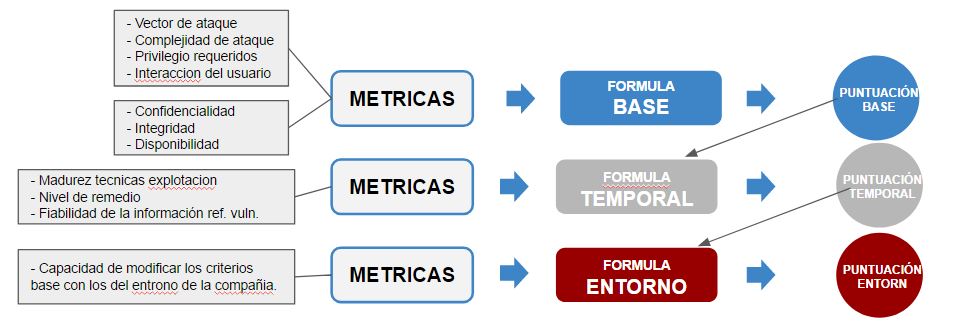 - Vector de ataque
- Complejidad de ataque
- Privilegio requeridos
- Interaccion del usuario
- Confidencialidad
- Integridad
- Disponibilidad
METRICAS
FORMULA
BASE
PUNTUACIÓN
BASE
- Madurez tecnicas explotacion
- Nivel de remedio
- Fiabilidad de la información ref. vuln.
METRICAS
FORMULA
TEMPORAL
PUNTUACIÓN
TEMPORAL
- Capacidad de modificar los criterios
base con los del entrono de la compañia.
METRICAS
FORMULA
ENTORNO
PUNTUACIÓN
ENTORN